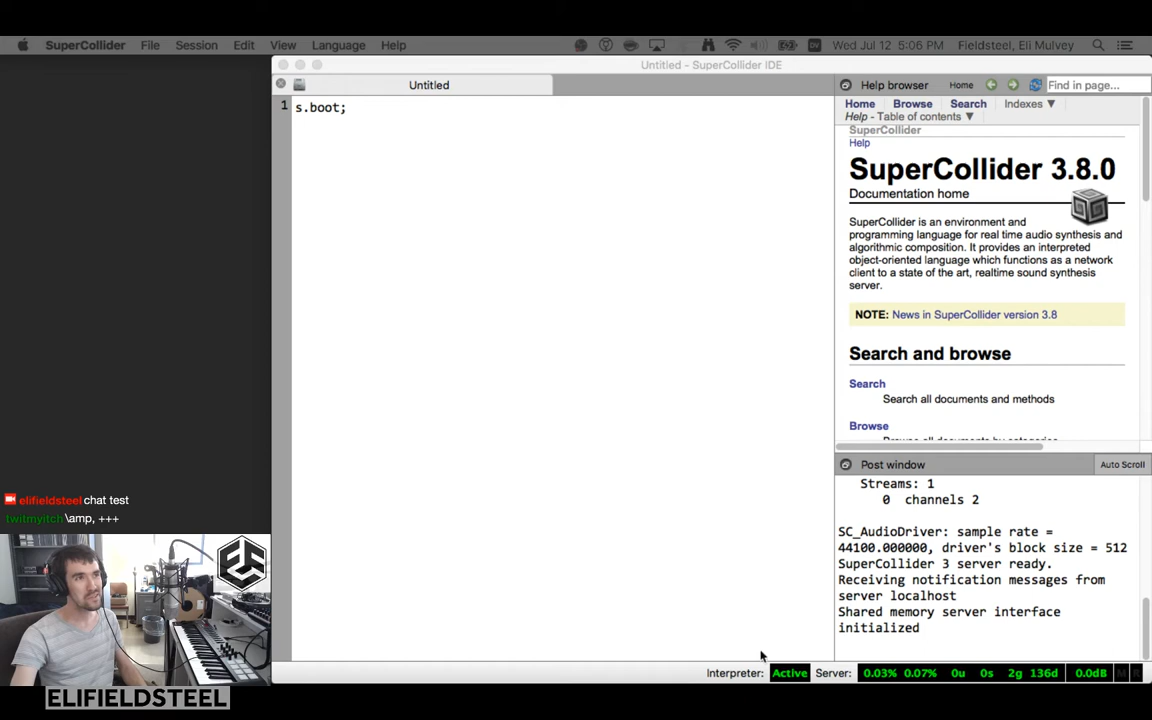 SuperCollider File Session Edit View Language Help Wed Jul 12 5:06 PM Fieldsteel, Eli Mulvey
Untitled - SuperCollider IDE
Untitled
1 s.boot;
Help browser Home Find in page...
Home Browse Search Indexes ▼
Help - Table of contents ▼
SuperCollider
Help
SuperCollider 3.8.0
Documentation home
SuperCollider is an environment and
programming language for real time audio synthesis and
algorithmic composition. It provides an interpreted
object-oriented language which functions as a network
client to a state of the art, realtime sound synthesis
server.
NOTE: News in SuperCollider version 3.8
Search and browse
Search
Search all documents and methods
Browse
Browse all documents by categories
Post window Auto Scroll
Streams: 1
0 channels 2
SC_AudioDriver: sample rate =
44100.000000, driver's block size = 512
SuperCollider 3 server ready.
Receiving notification messages from
server localhost
Shared memory server interface
initialized
Interpreter: Active Server: 0.03% 0.07% 0u 0s 2g 136d 0.0dB M R
elifieldsteel chat test
twitmyitch \amp, +++
ELIFIELDSTEEL